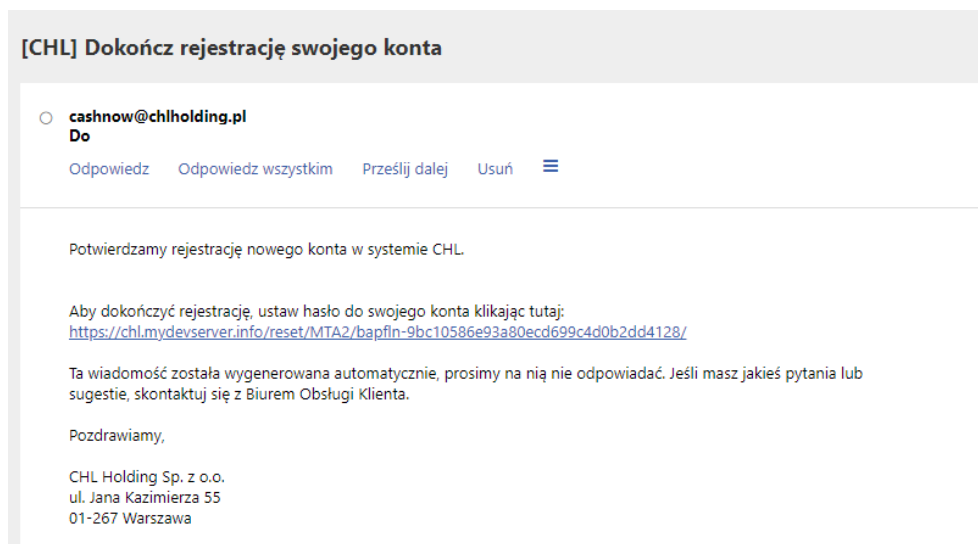 [CHL] Dokończ rejestrację swojego konta
cashnow@chlholding.pl
Do
Odpowiedz Odpowiedz wszystkim Prześlij dalej Usuń
Potwierdzamy rejestrację nowego konta w systemie CHL.
Aby dokończyć rejestrację, ustaw hasło do swojego konta klikając tutaj:
https://chl.mydevserver.info/reset/MTA2/bapfln-9bc10586e93a80ecd699c4d0b2dd4128/
Ta wiadomość została wygenerowana automatycznie, prosimy na nią nie odpowiadać. Jeśli masz jakieś pytania lub
sugestie, skontaktuj się z Biurem Obsługi Klienta.
Pozdrawiamy,
CHL Holding Sp. z o.o.
ul. Jana Kazimierza 55
01-267 Warszawa